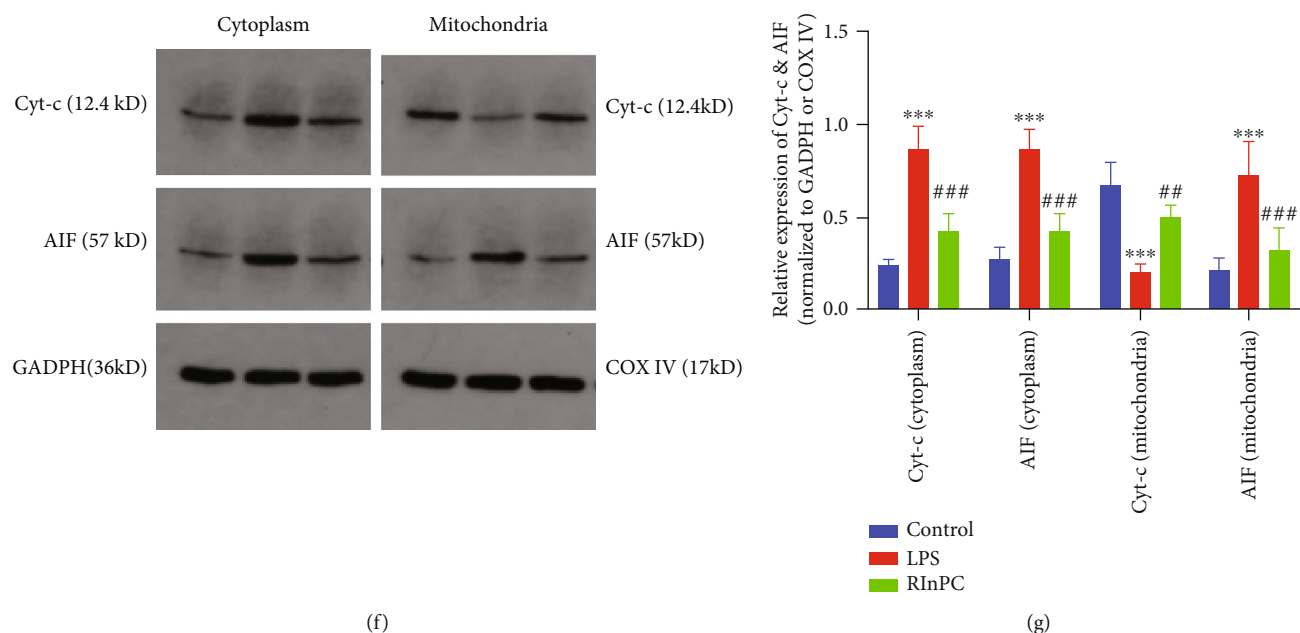 Cytoplasm
Mitochondria
Cyt-c (12.4 kD)
Cyt-c (12.4kD)
AIF (57 kD)
AIF (57kD)
GADPH(36kD)
COX IV (17kD)
(f)
Relative expression of Cyt-c & AIF
(normalized to GADPH or COX IV)
1.5
1.0
0.5
0.0
***
###
***
###
***
##
***
###
Cyt-c (cytoplasm)
AIF (cytoplasm)
Cyt-c (mitochondria)
AIF (mitochondria)
Control
LPS
RInPC
(g)